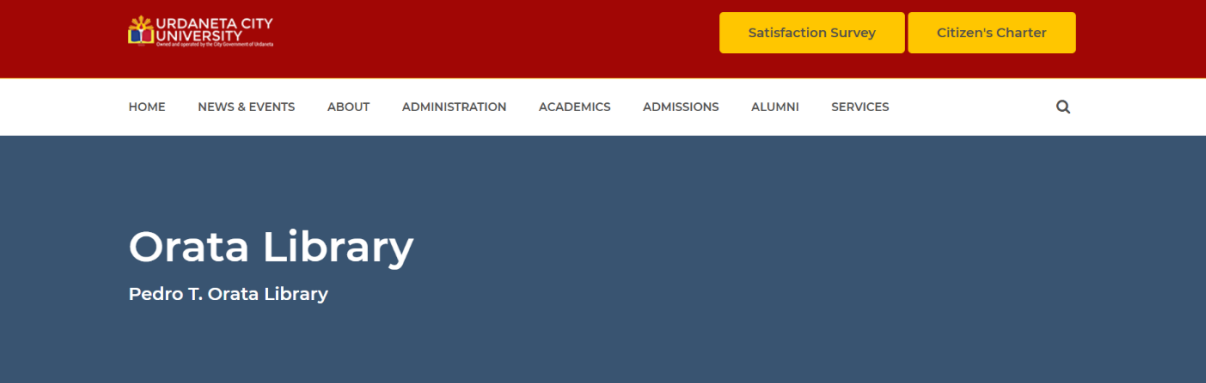 URDANETA CITY
UNIVERSITY
Owned and operated by the City Government of Urdaneta
Satisfaction Survey
Citizen's Charter
HOME NEWS & EVENTS ABOUT ADMINISTRATION ACADEMICS ADMISSIONS ALUMNI SERVICES
Orata Library
Pedro T. Orata Library